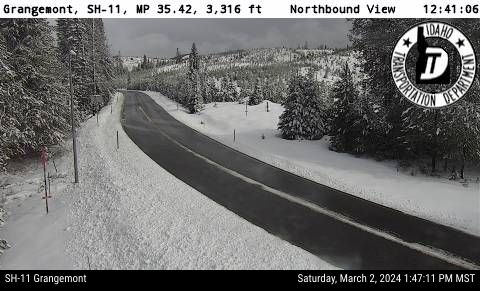 Grangemont, SH-11, MP 35.42, 3,316 ft Northbound View 12:41:06
IDAHO
TRANSPORTATION DEPARTMENT
SH-11 Grangemont Saturday, March 2, 2024 1:47:11 PM MST